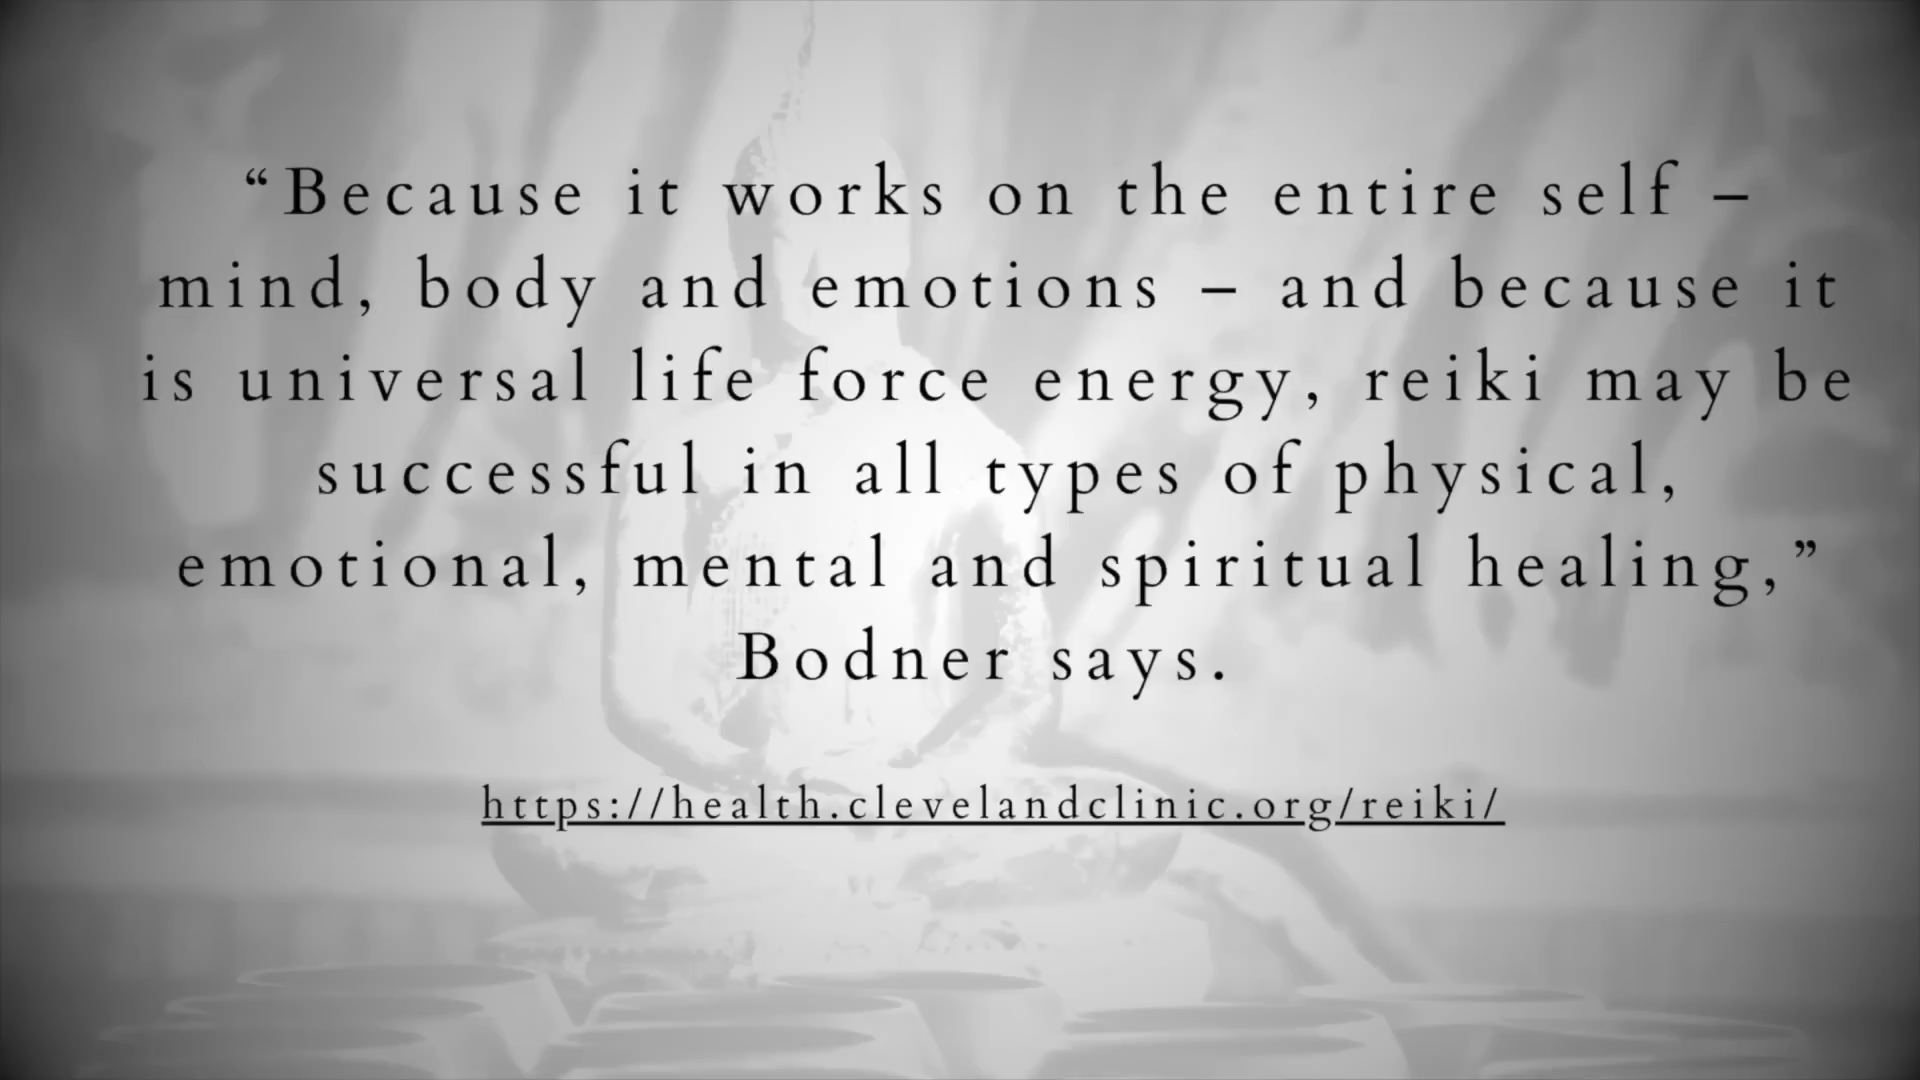 “Because it works on the entire self –
mind, body and emotions – and because it
is universal life force energy, reiki may be
successful in all types of physical,
emotional, mental and spiritual healing,”
Bodner says.
https://health.clevelandclinic.org/reiki/